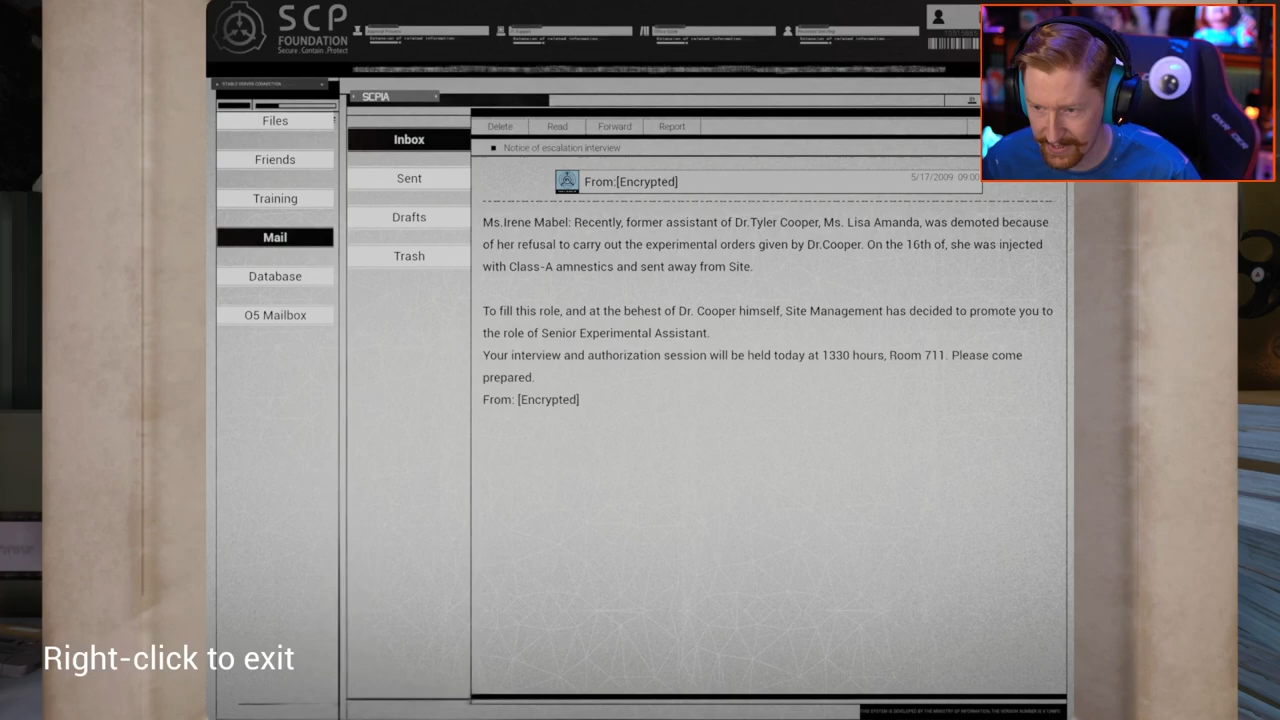 SCP
FOUNDATION
Secure.Contain.Protect
STABLE SERVER CONNECTION
SCPIA
Files
Friends
Training
Mail
Database
O5 Mailbox
Inbox
Sent
Drafts
Trash
Delete
Read
Forward
Report
Notice of escalation interview
From:[Encrypted]
5/17/2009 09:00
Ms.Irene Mabel: Recently, former assistant of Dr.Tyler Cooper, Ms. Lisa Amanda, was demoted because
of her refusal to carry out the experimental orders given by Dr.Cooper. On the 16th of, she was injected
with Class-A amnestics and sent away from Site.
To fill this role, and at the behest of Dr. Cooper himself, Site Management has decided to promote you to
the role of Senior Experimental Assistant.
Your interview and authorization session will be held today at 1330 hours, Room 711. Please come
prepared.
From: [Encrypted]
Right-click to exit